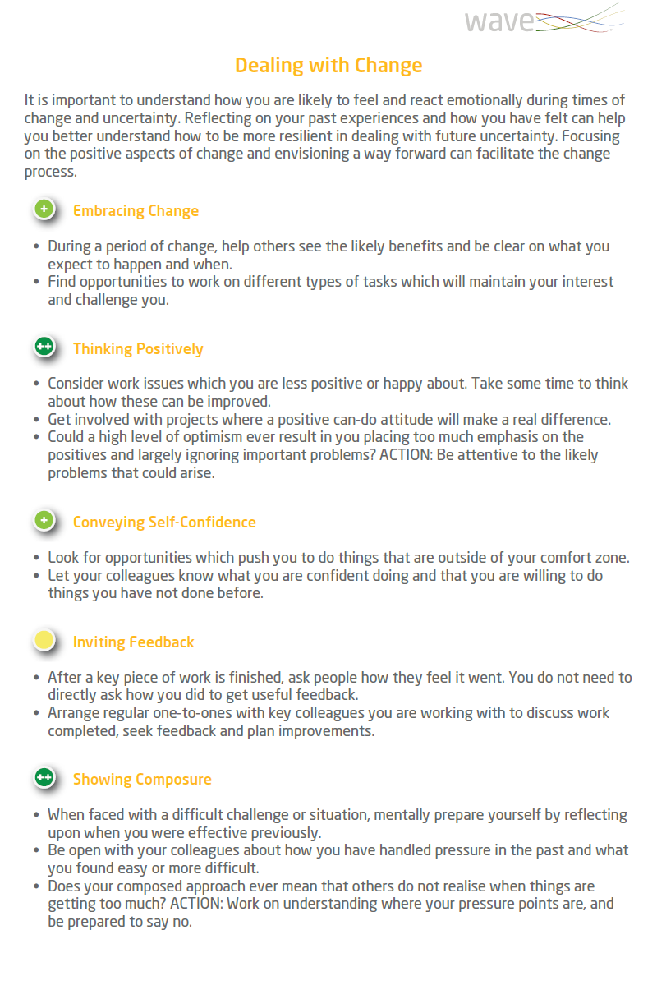 wave
Dealing with Change
It is important to understand how you are likely to feel and react emotionally during times of
change and uncertainty. Reflecting on your past experiences and how you have felt can help
you better understand how to be more resilient in dealing with future uncertainty. Focusing
on the positive aspects of change and envisioning a way forward can facilitate the change
process.
+ Embracing Change
• During a period of change, help others see the likely benefits and be clear on what you
expect to happen and when.
• Find opportunities to work on different types of tasks which will maintain your interest
and challenge you.
++ Thinking Positively
• Consider work issues which you are less positive or happy about. Take some time to think
about how these can be improved.
• Get involved with projects where a positive can-do attitude will make a real difference.
• Could a high level of optimism ever result in you placing too much emphasis on the
positives and largely ignoring important problems? ACTION: Be attentive to the likely
problems that could arise.
+ Conveying Self-Confidence
• Look for opportunities which push you to do things that are outside of your comfort zone.
• Let your colleagues know what you are confident doing and that you are willing to do
things you have not done before.
Inviting Feedback
• After a key piece of work is finished, ask people how they feel it went. You do not need to
directly ask how you did to get useful feedback.
• Arrange regular one-to-ones with key colleagues you are working with to discuss work
completed, seek feedback and plan improvements.
++ Showing Composure
• When faced with a difficult challenge or situation, mentally prepare yourself by reflecting
upon when you were effective previously.
• Be open with your colleagues about how you have handled pressure in the past and what
you found easy or more difficult.
• Does your composed approach ever mean that others do not realise when things are
getting too much? ACTION: Work on understanding where your pressure points are, and
be prepared to say no.